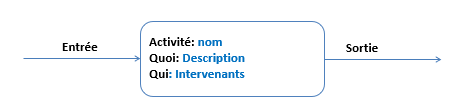 Entrée
Activité: nom
Quoi: Description
Qui: Intervenants
Sortie